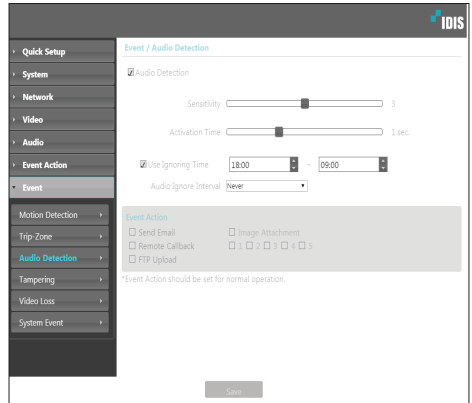 IDIS
Quick Setup
System
Network
Video
Audio
Event Action
Event
Motion Detection
Trip-Zone
Audio Detection
Tampering
Video Loss
System Event
Event / Audio Detection
Audio Detection
Sensitivity 3
Activation Time 1 sec.
Use Ignoring Time 18:00 ~ 09:00
Audio Ignore Interval Never
Event Action
Send Email Image Attachment
Remote Callback 1 2 3 4 5
FTP Upload
*Event Action should be set for normal operation.
Save